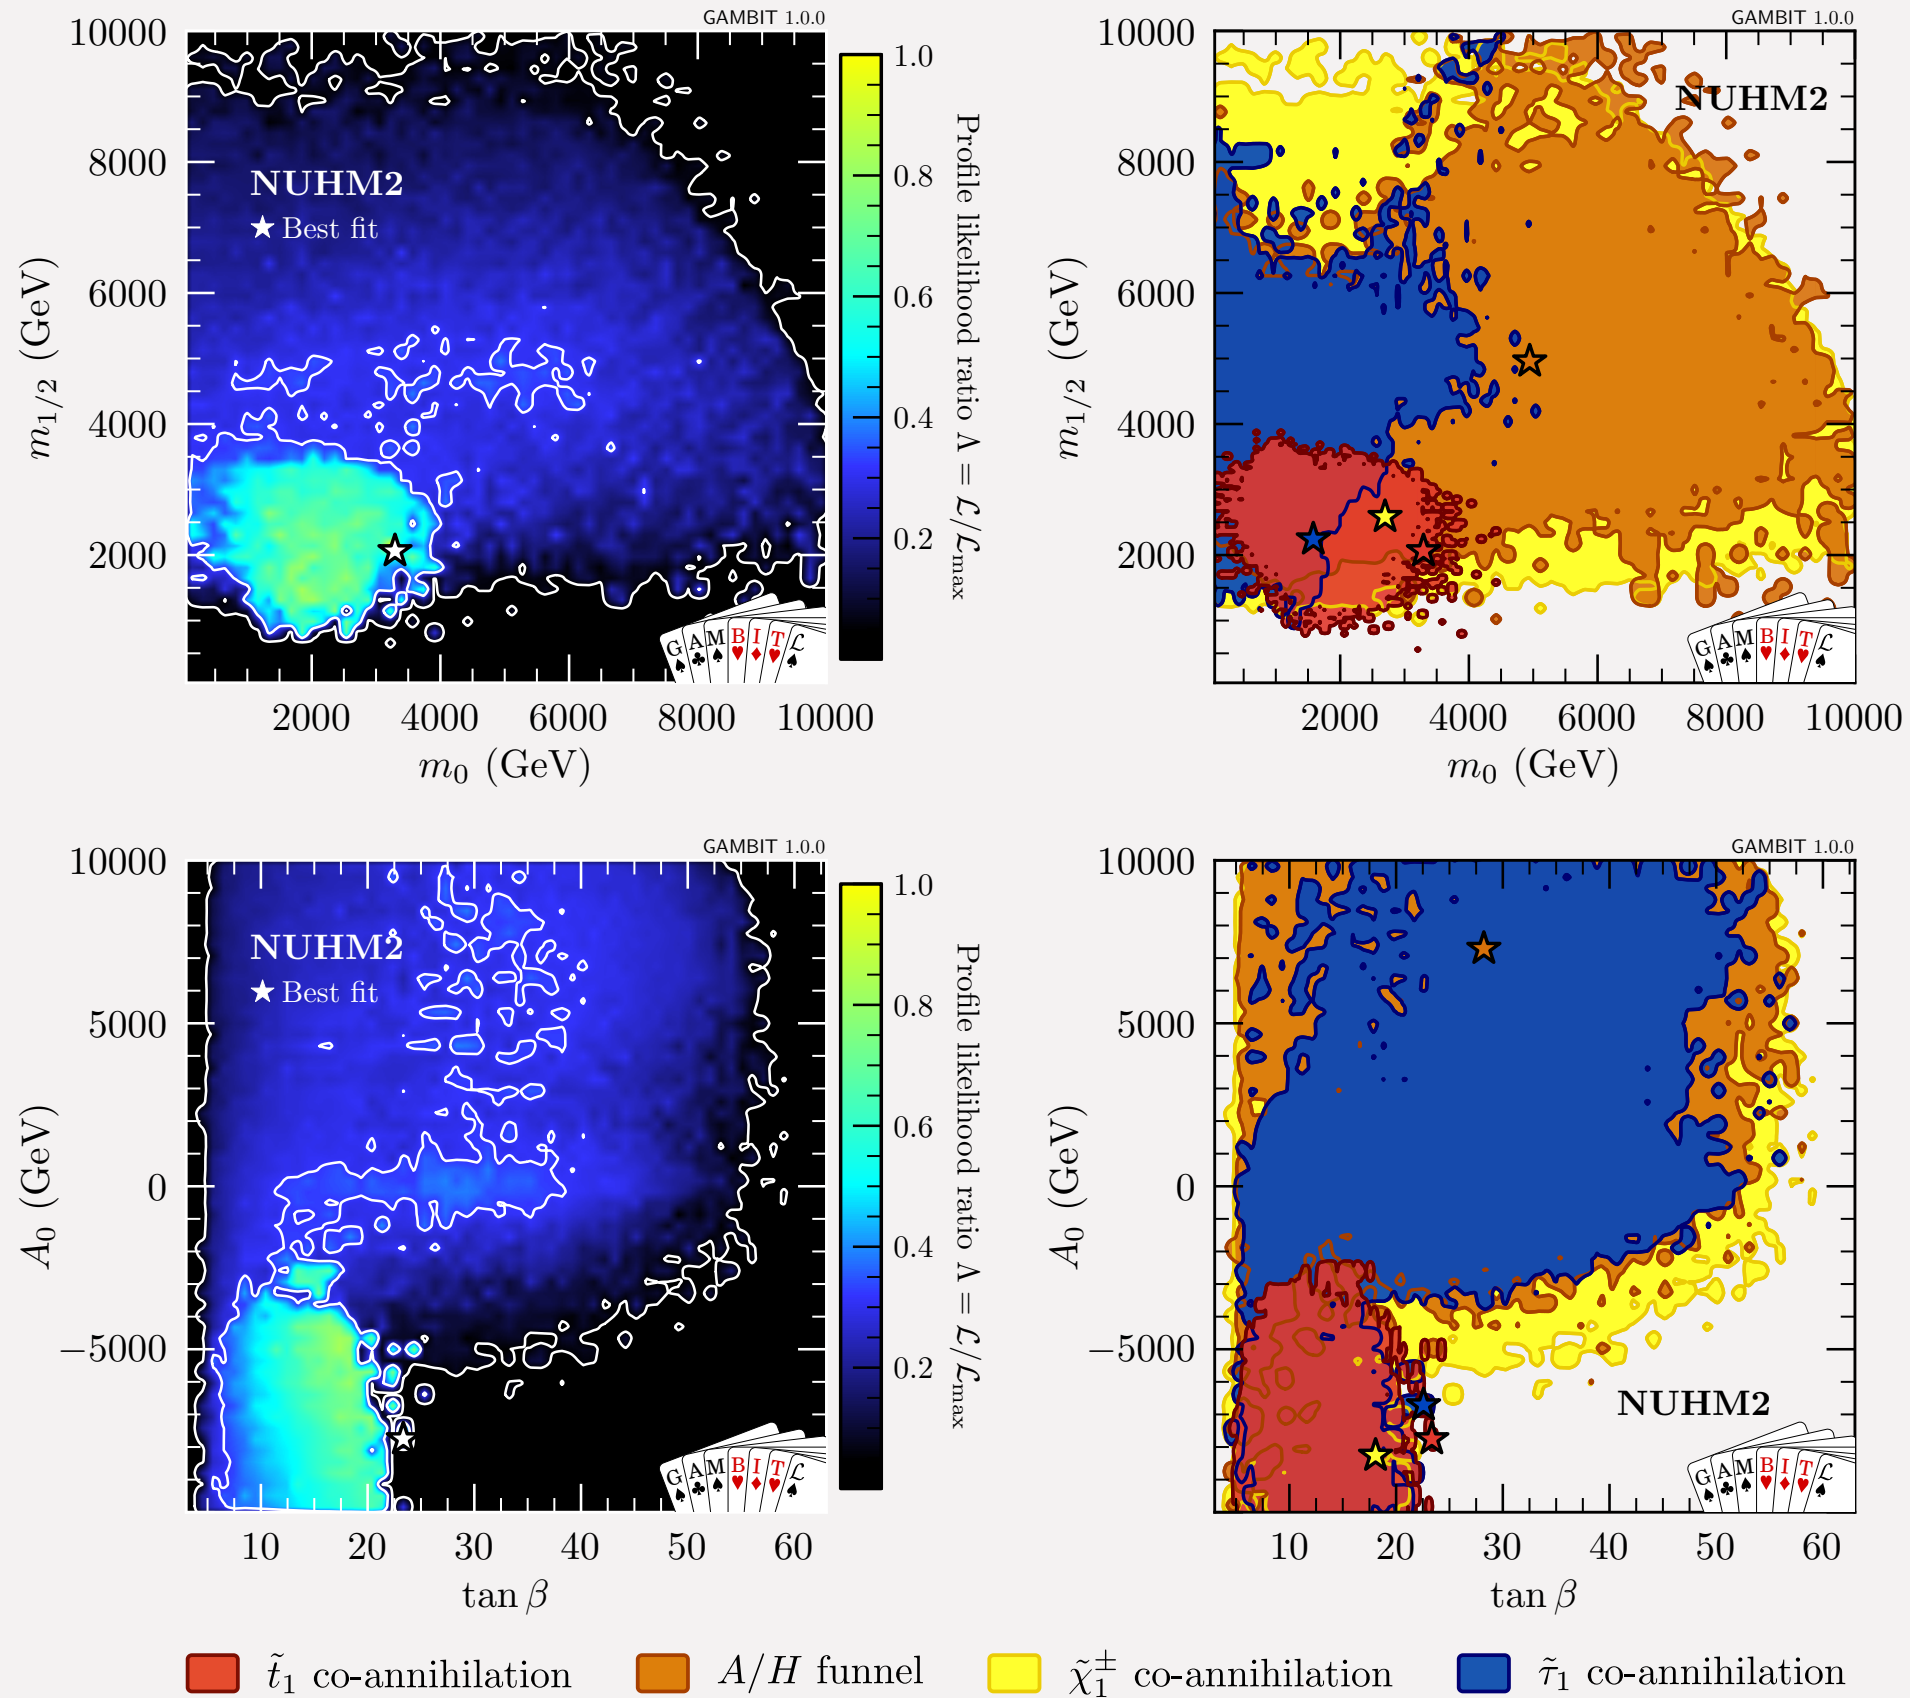 GAMBIT 1.0.0
10000
8000
6000
4000
2000
m₁/₂ (GeV)
NUHM2
Best fit
2000 4000 6000 8000 10000
m₀ (GeV)
1.0
0.8
0.6
0.4
0.2
Profile likelihood ratio Λ = ℒ/ℒmax
G A M B I T ℒ
GAMBIT 1.0.0
10000
8000
6000
4000
2000
m₁/₂ (GeV)
NUHM2
2000 4000 6000 8000 10000
m₀ (GeV)
G A M B I T ℒ
GAMBIT 1.0.0
10000
5000
0
−5000
A₀ (GeV)
NUHM2
Best fit
10 20 30 40 50 60
tan β
1.0
0.8
0.6
0.4
0.2
Profile likelihood ratio Λ = ℒ/ℒmax
G A M B I T ℒ
GAMBIT 1.0.0
10000
5000
0
−5000
A₀ (GeV)
NUHM2
10 20 30 40 50 60
tan β
G A M B I T ℒ
t̃₁ co-annihilation A/H funnel χ̃₁± co-annihilation τ̃₁ co-annihilation